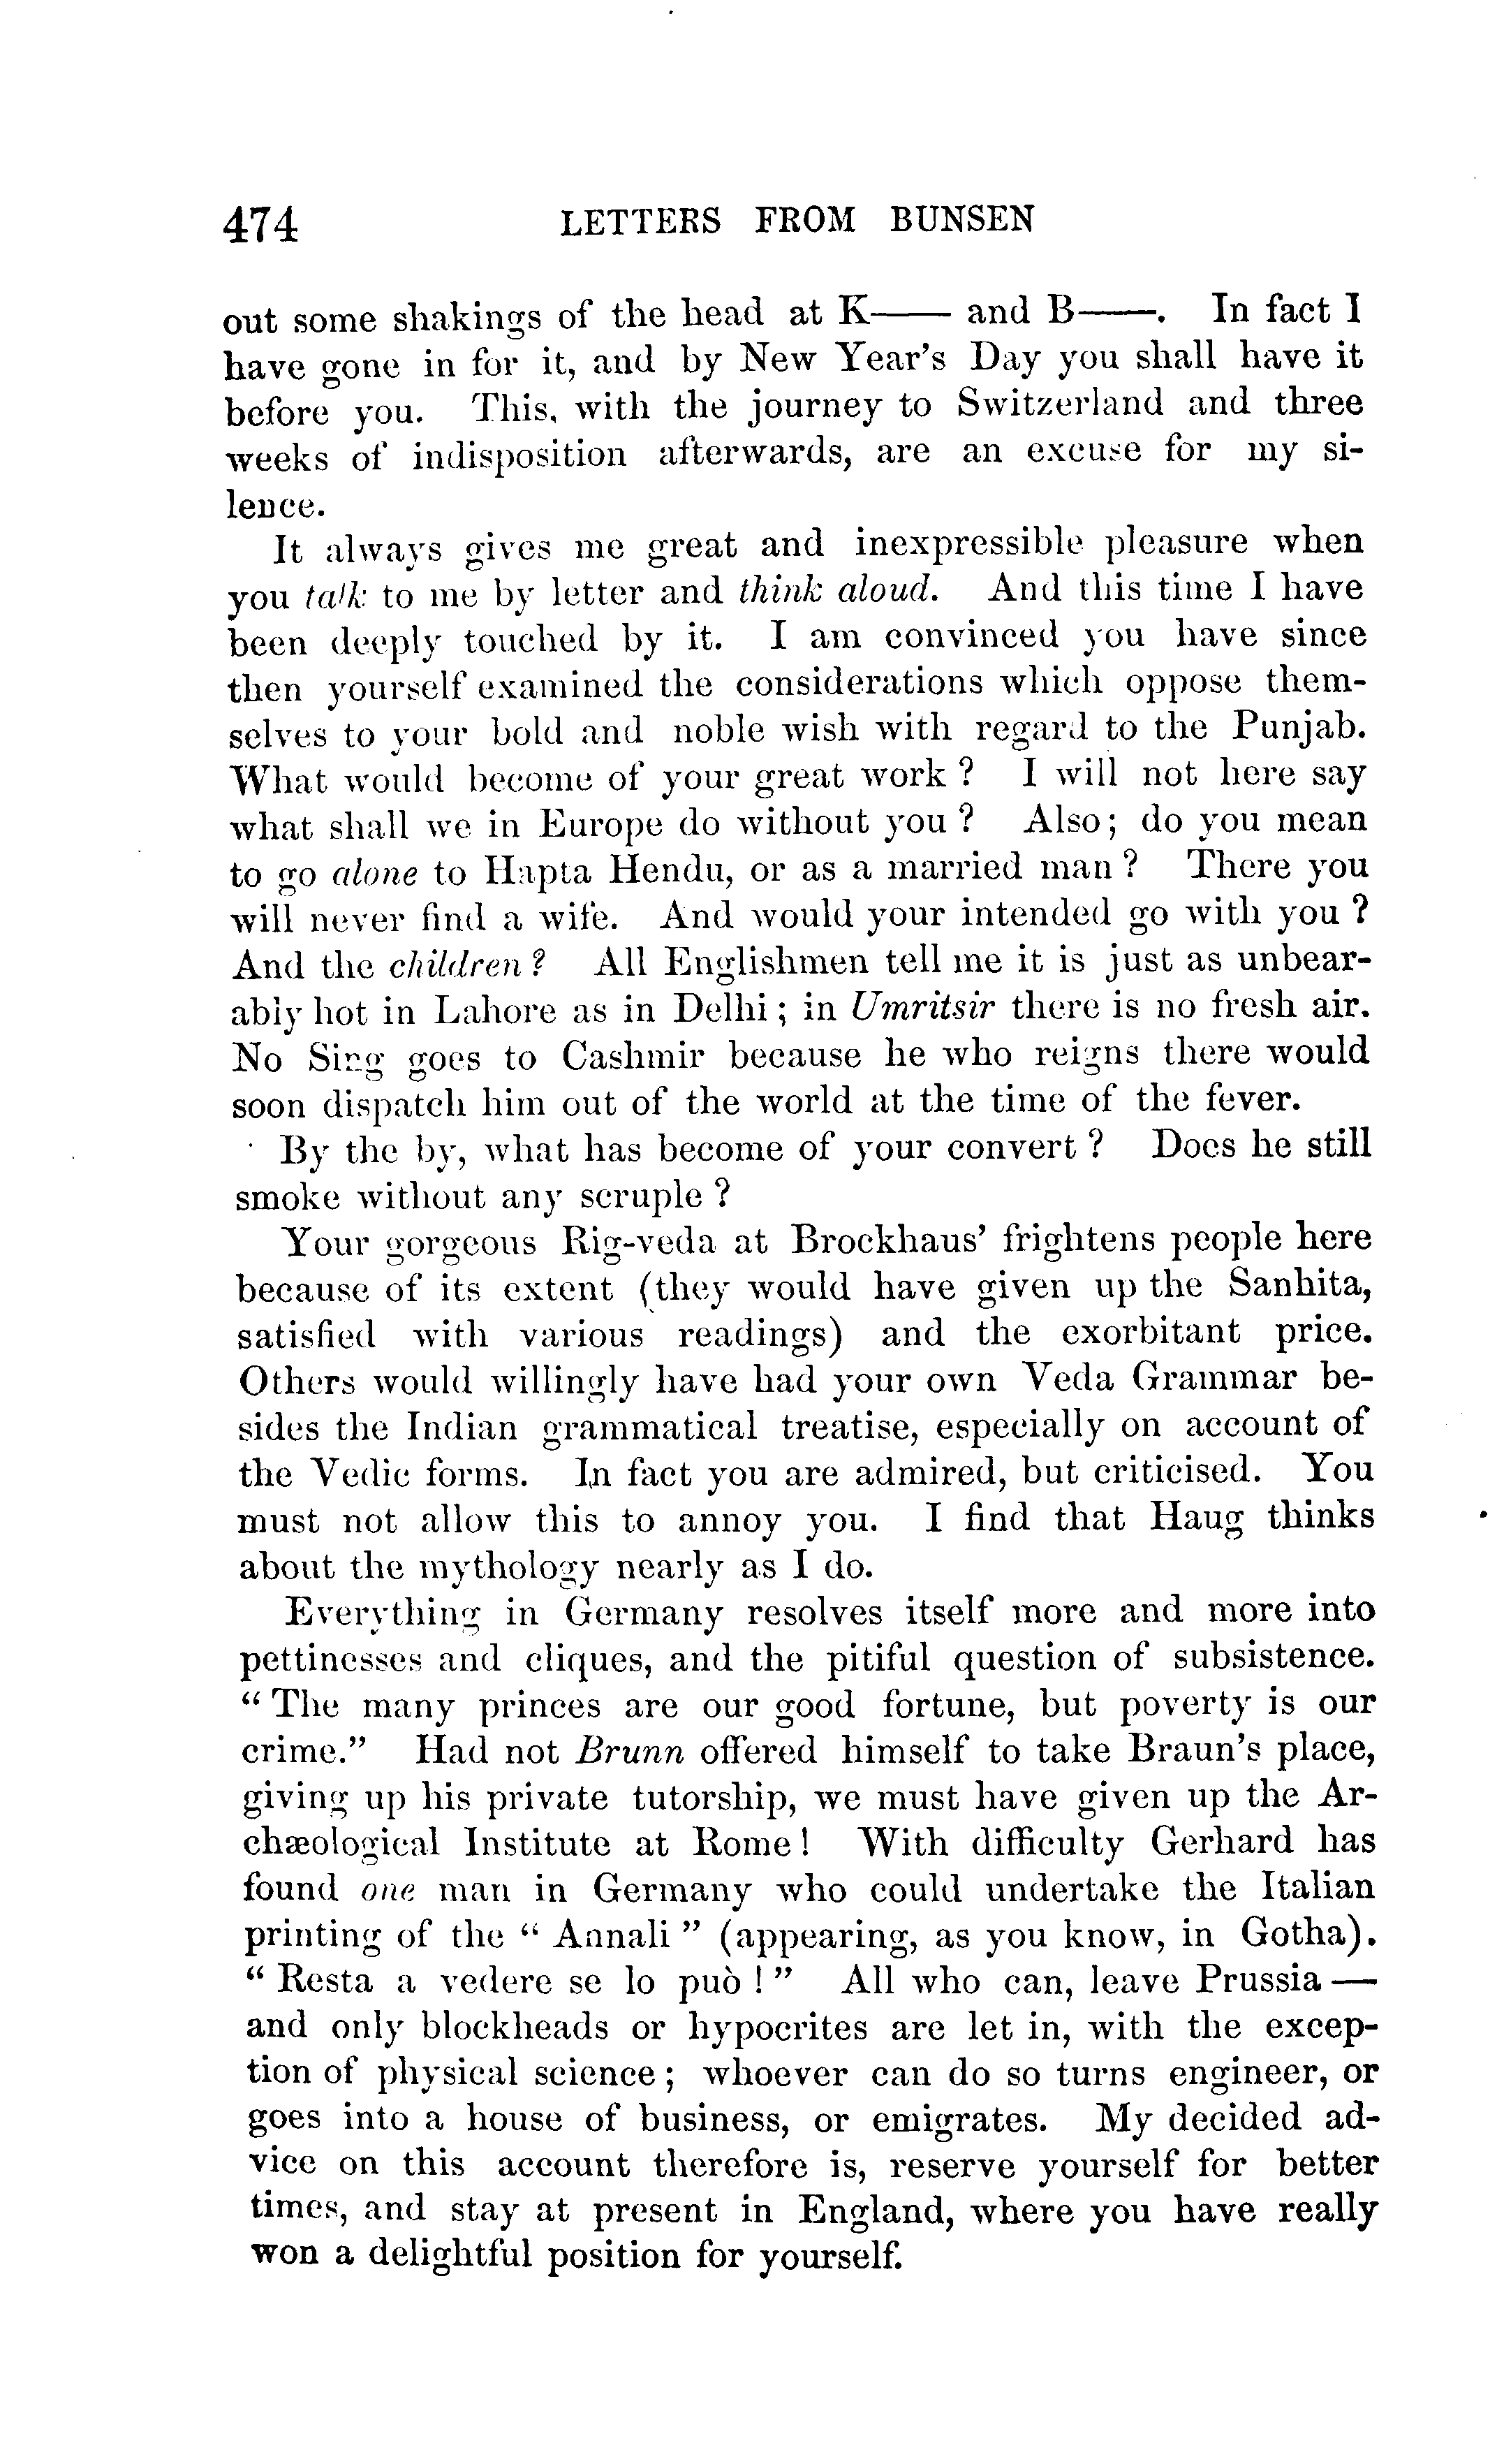 474 LETTERS FROM BUNSEN
out some shakings of the head at K—— and B——. In fact I
have gone in for it, and by New Year's Day you shall have it
before you. This, with the journey to Switzerland and three
weeks of indisposition afterwards, are an excuse for my si-
lence.
It always gives me great and inexpressible pleasure when
you talk to me by letter and think aloud. And this time I have
been deeply touched by it. I am convinced you have since
then yourself examined the considerations which oppose them-
selves to your bold and noble wish with regard to the Punjab.
What would become of your great work ? I will not here say
what shall we in Europe do without you ? Also; do you mean
to go alone to Hapta Hendu, or as a married man ? There you
will never find a wife. And would your intended go with you ?
And the children ? All Englishmen tell me it is just as unbear-
ably hot in Lahore as in Delhi ; in Umritsir there is no fresh air.
No Sing goes to Cashmir because he who reigns there would
soon dispatch him out of the world at the time of the fever.
By the by, what has become of your convert ? Does he still
smoke without any scruple ?
Your gorgeous Rig-veda at Brockhaus' frightens people here
because of its extent (they would have given up the Sanhita,
satisfied with various readings) and the exorbitant price.
Others would willingly have had your own Veda Grammar be-
sides the Indian grammatical treatise, especially on account of
the Vedic forms. In fact you are admired, but criticised. You
must not allow this to annoy you. I find that Haug thinks
about the mythology nearly as I do.
Everything in Germany resolves itself more and more into
pettinesses and cliques, and the pitiful question of subsistence.
“ The many princes are our good fortune, but poverty is our
crime.” Had not Brunn offered himself to take Braun's place,
giving up his private tutorship, we must have given up the Ar-
chæological Institute at Rome ! With difficulty Gerhard has
found one man in Germany who could undertake the Italian
printing of the “ Annali ” (appearing, as you know, in Gotha).
“ Resta a vedere se lo può ! ” All who can, leave Prussia —
and only blockheads or hypocrites are let in, with the excep-
tion of physical science ; whoever can do so turns engineer, or
goes into a house of business, or emigrates. My decided ad-
vice on this account therefore is, reserve yourself for better
times, and stay at present in England, where you have really
won a delightful position for yourself.